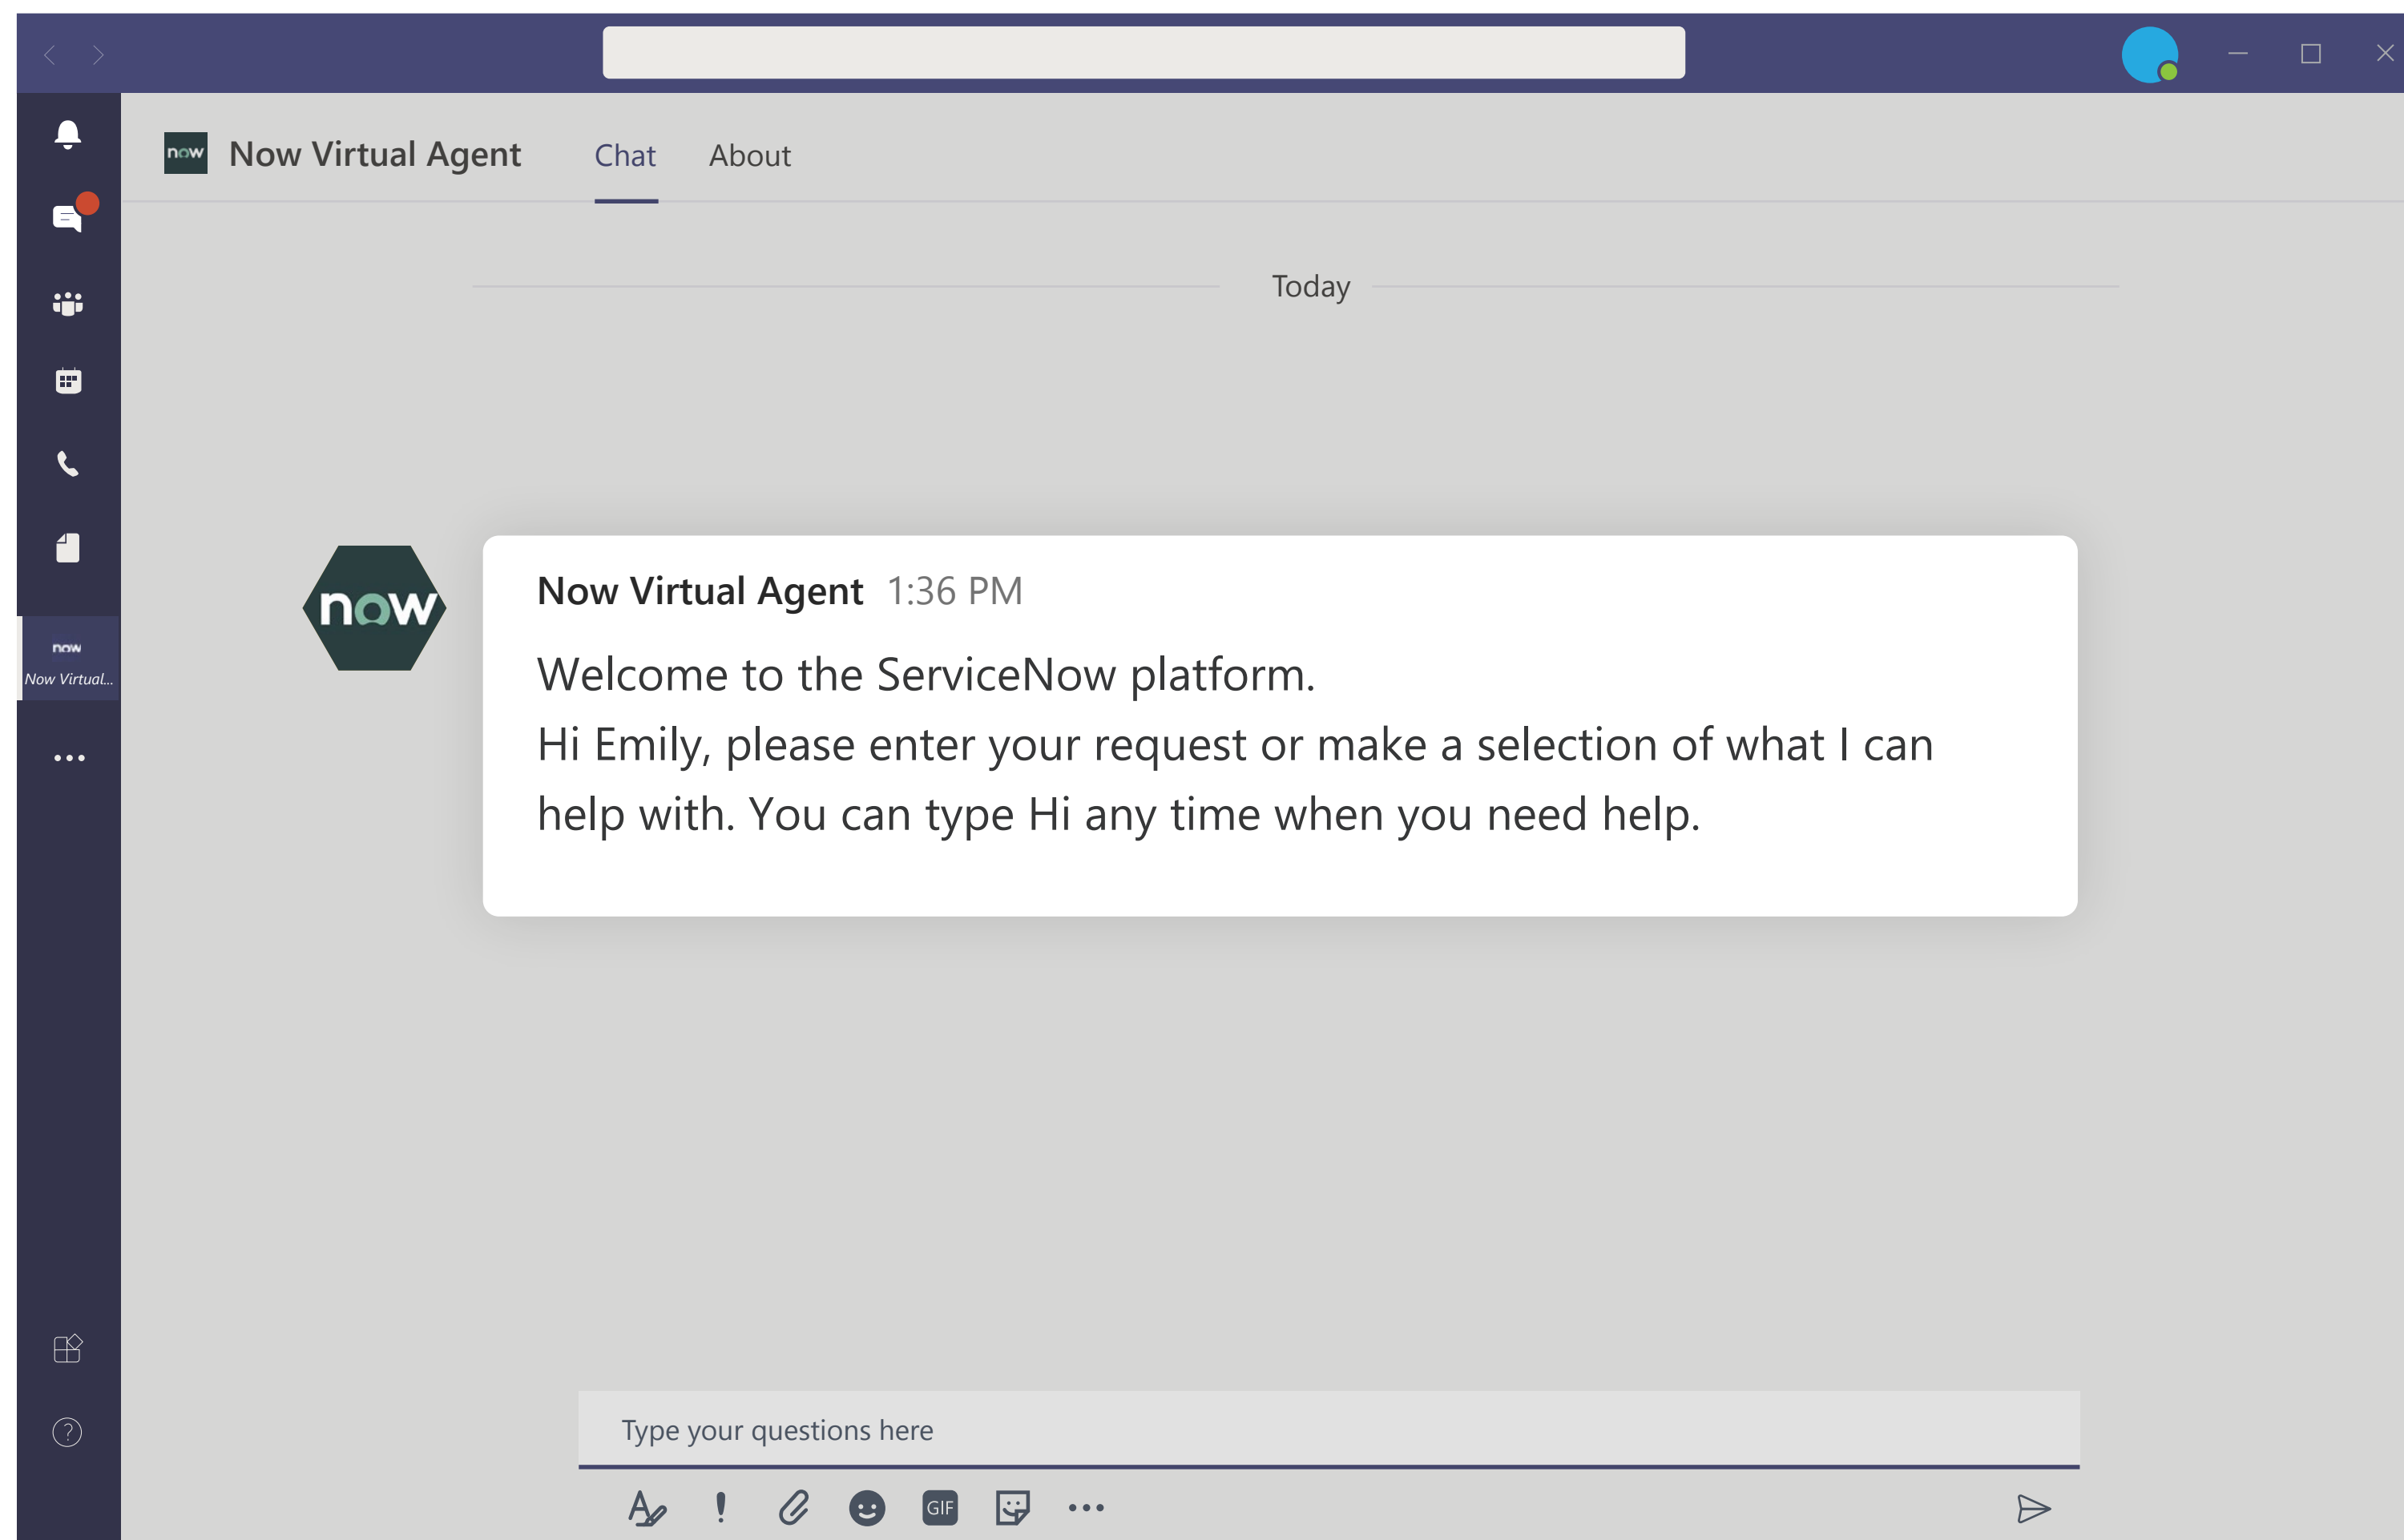 now Now Virtual Agent Chat About
Today
now
Now Virtual Agent 1:36 PM
Welcome to the ServiceNow platform.
Hi Emily, please enter your request or make a selection of what I can
help with. You can type Hi any time when you need help.
now
Now Virtual...
Type your questions here
GIF